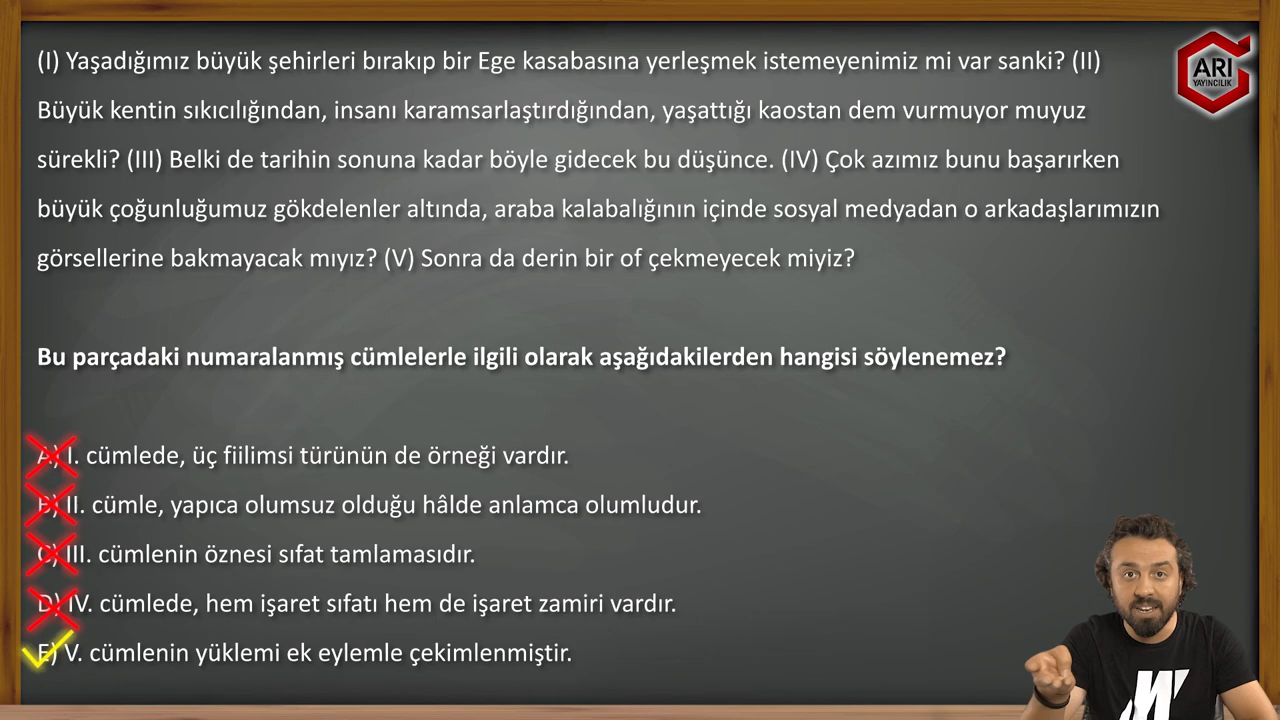 (I) Yaşadığımız büyük şehirleri bırakıp bir Ege kasabasına yerleşmek istemeyenimiz mi var sanki? (II)
Büyük kentin sıkıcılığından, insanı karamsarlaştırdığından, yaşattığı kaostan dem vurmuyor muyuz
sürekli? (III) Belki de tarihin sonuna kadar böyle gidecek bu düşünce. (IV) Çok azımız bunu başarırken
büyük çoğunluğumuz gökdelenler altında, araba kalabalığının içinde sosyal medyadan o arkadaşlarımızın
görsellerine bakmayacak mıyız? (V) Sonra da derin bir of çekmeyecek miyiz?
ARI
YAYINCILIK
Bu parçadaki numaralanmış cümlelerle ilgili olarak aşağıdakilerden hangisi söylenemez?
A) I. cümlede, üç fiilimsi türünün de örneği vardır.
B) II. cümle, yapıca olumsuz olduğu hâlde anlamca olumludur.
C) III. cümlenin öznesi sıfat tamlamasıdır.
D) IV. cümlede, hem işaret sıfatı hem de işaret zamiri vardır.
E) V. cümlenin yüklemi ek eylemle çekimlenmiştir.